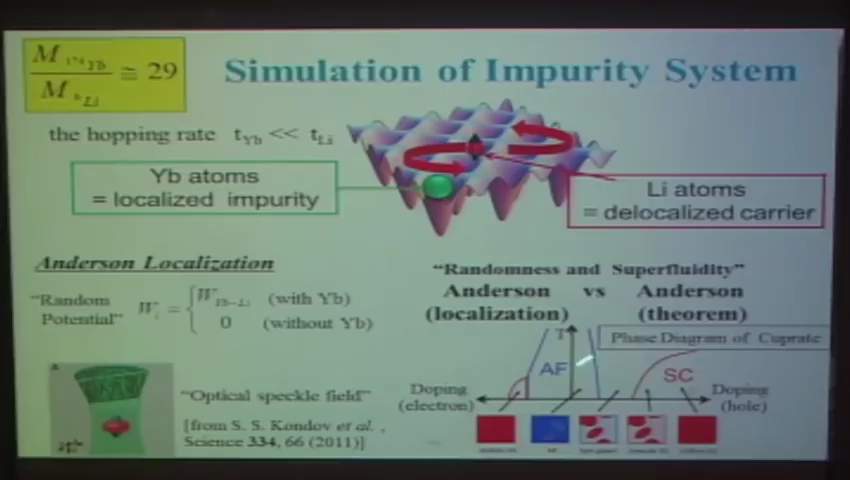 M ¹⁷⁴Yb / M ⁶Li ≅ 29
Simulation of Impurity System
the hopping rate t_Yb << t_Li
Yb atoms
= localized impurity
Li atoms
= delocalized carrier
Anderson Localization
"Random
Potential" W_i = { W_Yb-Li (with Yb)
0 (without Yb)
"Randomness and Superfluidity"
Anderson vs Anderson
(localization) (theorem)
Phase Diagram of Cuprate
T
AF
SC
Doping
(electron)
Doping
(hole)
A
"Optical speckle field"
[from S. S. Kondov et al. ,
Science 334, 66 (2011)]